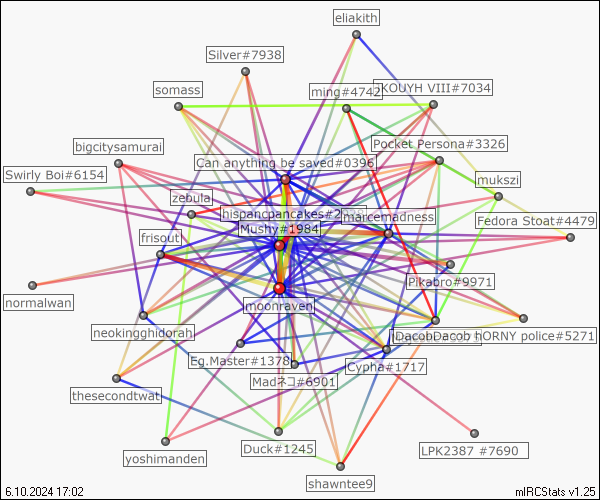 eliakith
Silver#7938
somass
ming#4742
KOUYH VIII#7034
Pocket Persona#3326
bigcitysamurai
Can anything be saved#0396
Swirly Boi#6154
mukszi
zebula
hispanopancakes#2
marcemadness
Fedora Stoat#4479
Mushy#1984
frisout
Pikabro#9971
normalwan
moonraven
neokingghidorah
DacobDacob
hORNY police#5271
Eg.Master#1378
Cypha#1717
Madネコ#6901
thesecondtwat
Duck#1245
LPK2387 #7690
yoshimanden
shawntee9
6.10.2024 17:02
mIRCStats v1.25